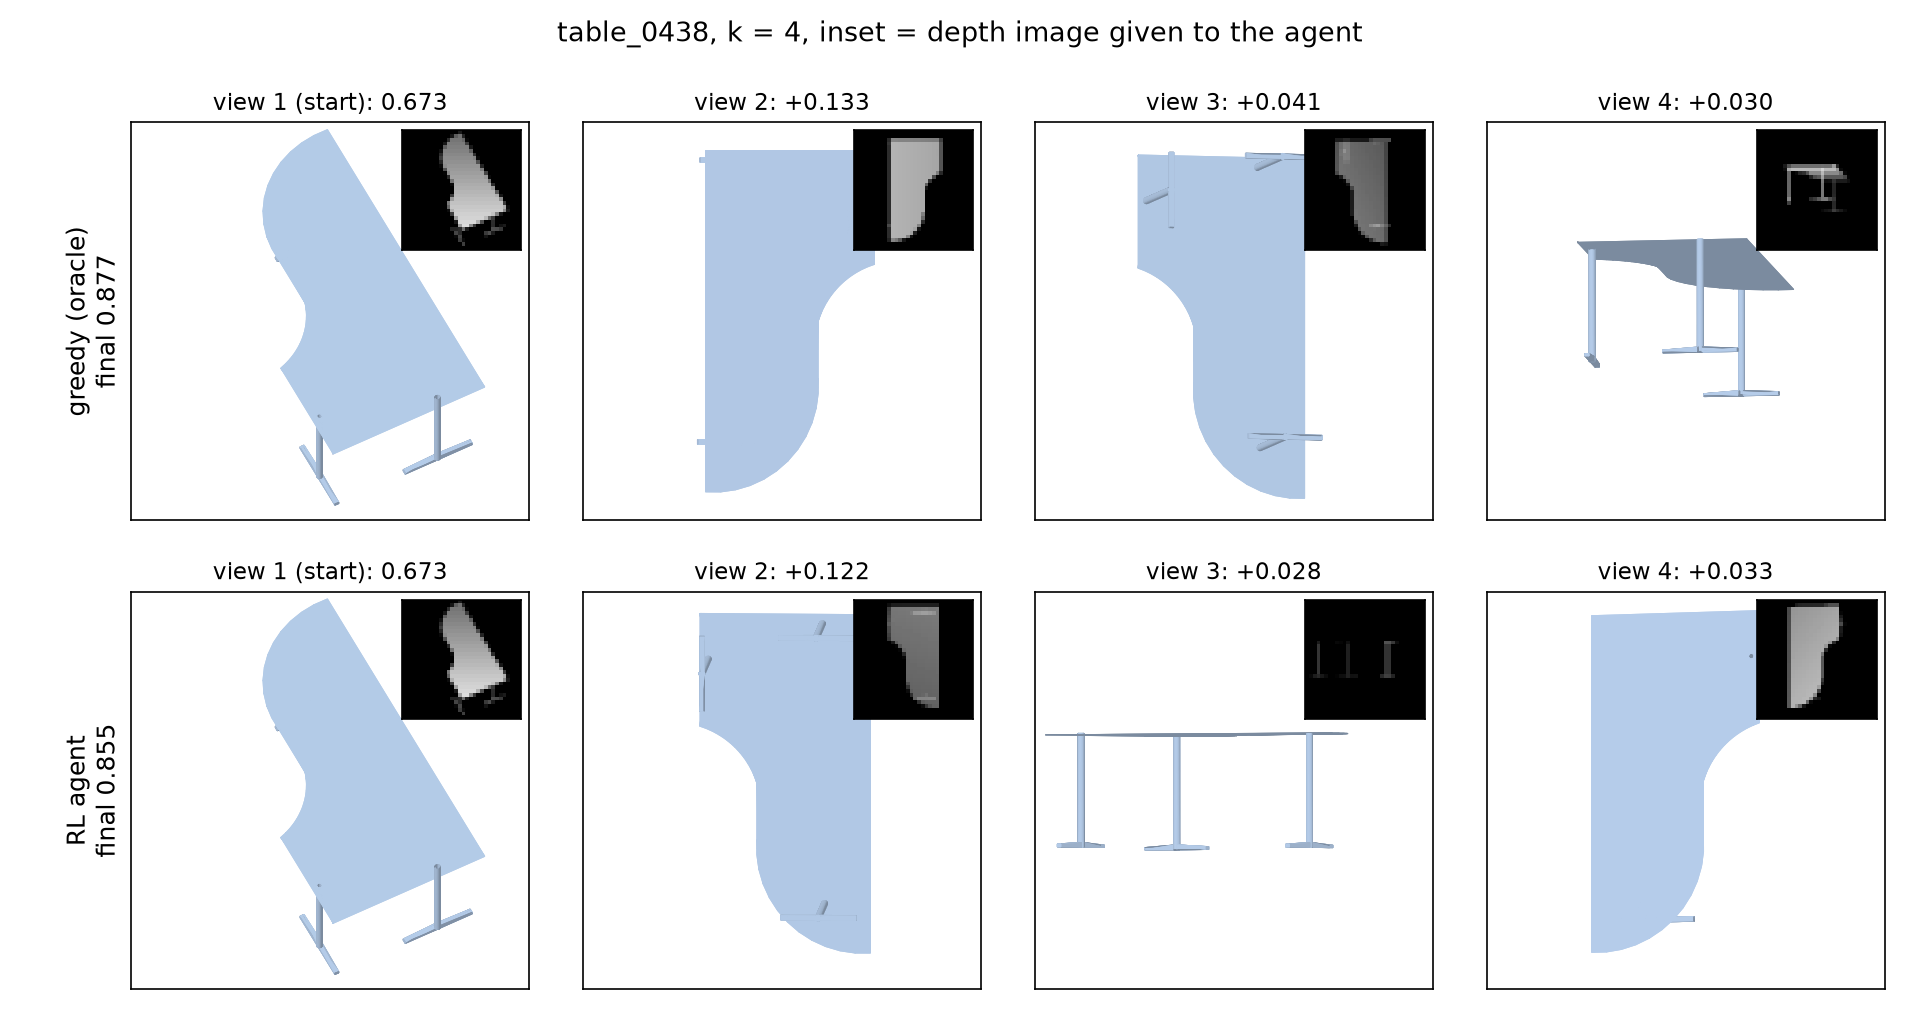 table_0438, k = 4, inset = depth image given to the agent
greedy (oracle)
final 0.877
view 1 (start): 0.673
view 2: +0.133
view 3: +0.041
view 4: +0.030
RL agent
final 0.855
view 1 (start): 0.673
view 2: +0.122
view 3: +0.028
view 4: +0.033